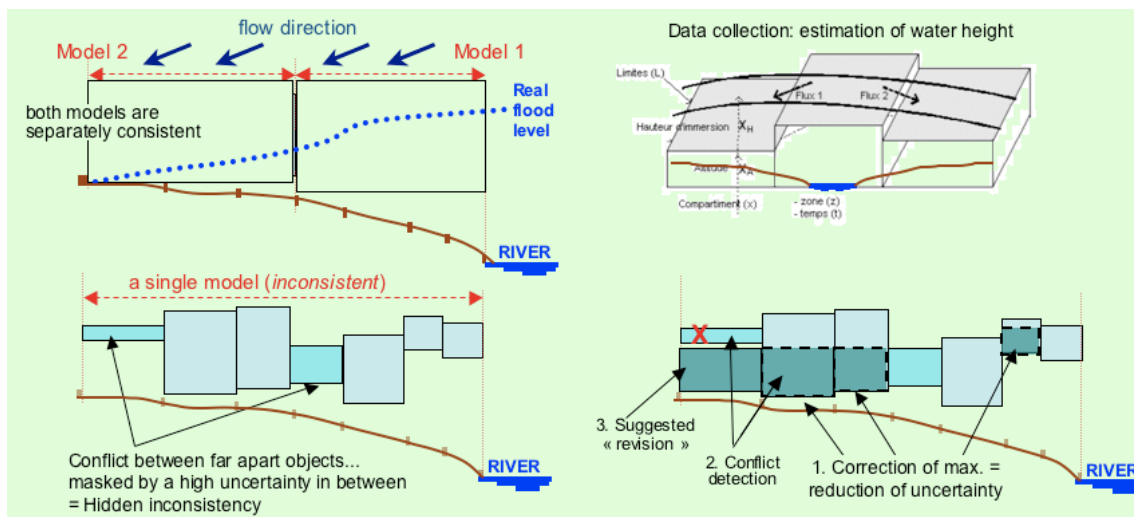 flow direction
Model 2
Model 1
both models are
separately consistent
Real
flood
level
RIVER
Data collection: estimation of water height
Limites (L)
Flux 1
Flux 2
Hauteur d'immersion
X_H
Altitude
X_A
Compartiment (x)
- zone (z)
- temps (t)
a single model (inconsistent)
Conflict between far apart objects...
masked by a high uncertainty in between
= Hidden inconsistency
RIVER
X
3. Suggested
« revision »
2. Conflict
detection
1. Correction of max. =
reduction of uncertainty
RIVER